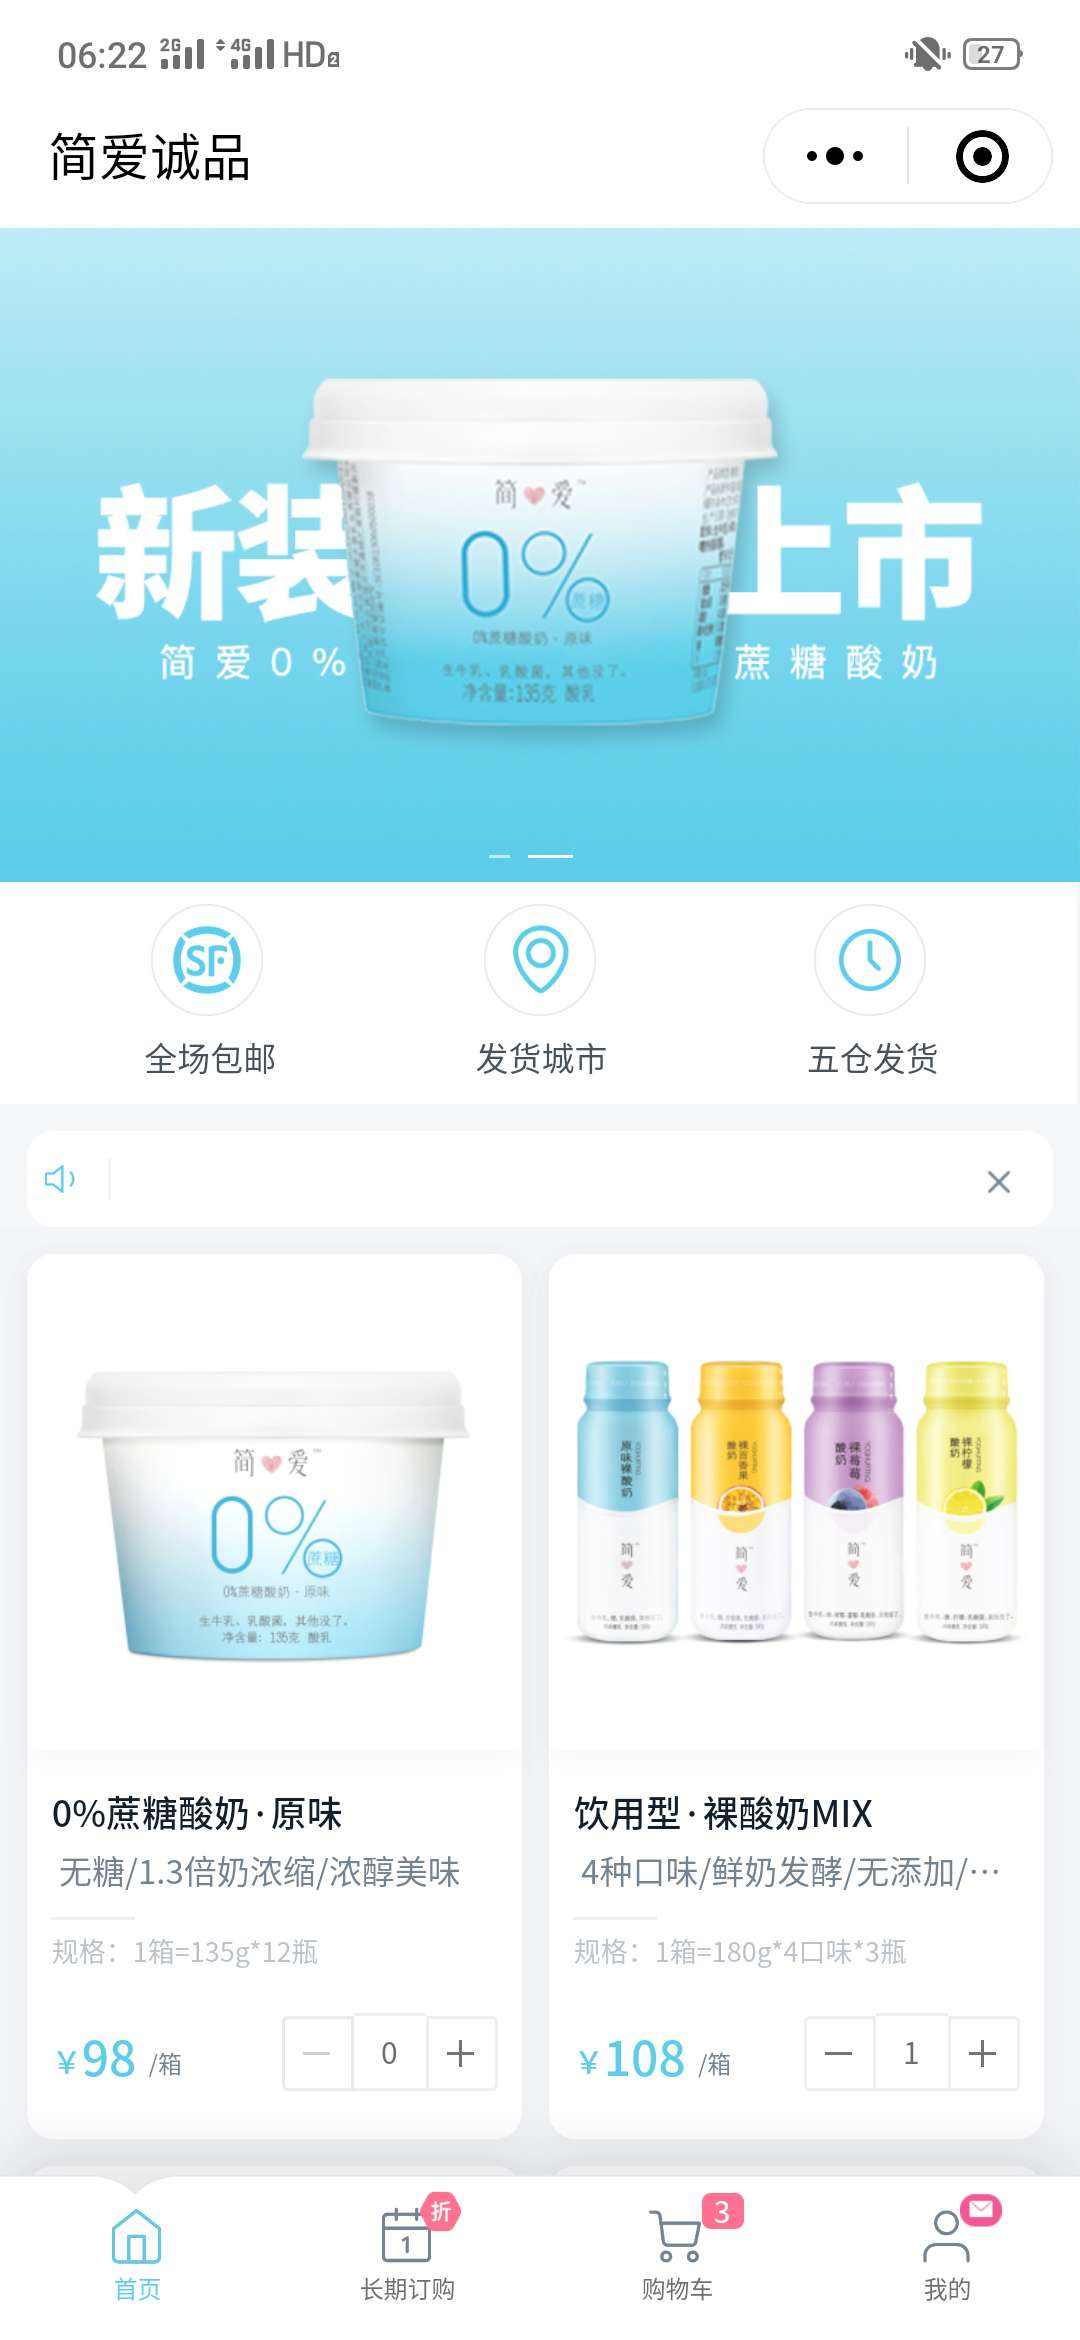 06:22 2G 4G HD2 27
简爱诚品
新装上市
简爱0%蔗糖酸奶
简爱
0%蔗糖
0%蔗糖酸奶·原味
生牛乳、乳酸菌，其他没了。
净含量:135克 酸乳
SF
全场包邮
发货城市
五仓发货
简爱
0%蔗糖
0%蔗糖酸奶·原味
生牛乳、乳酸菌，其他没了。
净含量：135克 酸乳
原味裸酸奶
裸百香果酸奶
裸莓莓酸奶
裸柠檬酸奶
简爱
简爱
简爱
简爱
0%蔗糖酸奶·原味
无糖/1.3倍奶浓缩/浓醇美味
规格：1箱=135g*12瓶
¥98 /箱
0
饮用型·裸酸奶MIX
4种口味/鲜奶发酵/无添加/…
规格：1箱=180g*4口味*3瓶
¥108 /箱
1
首页
1
折
长期订购
3
购物车
我的